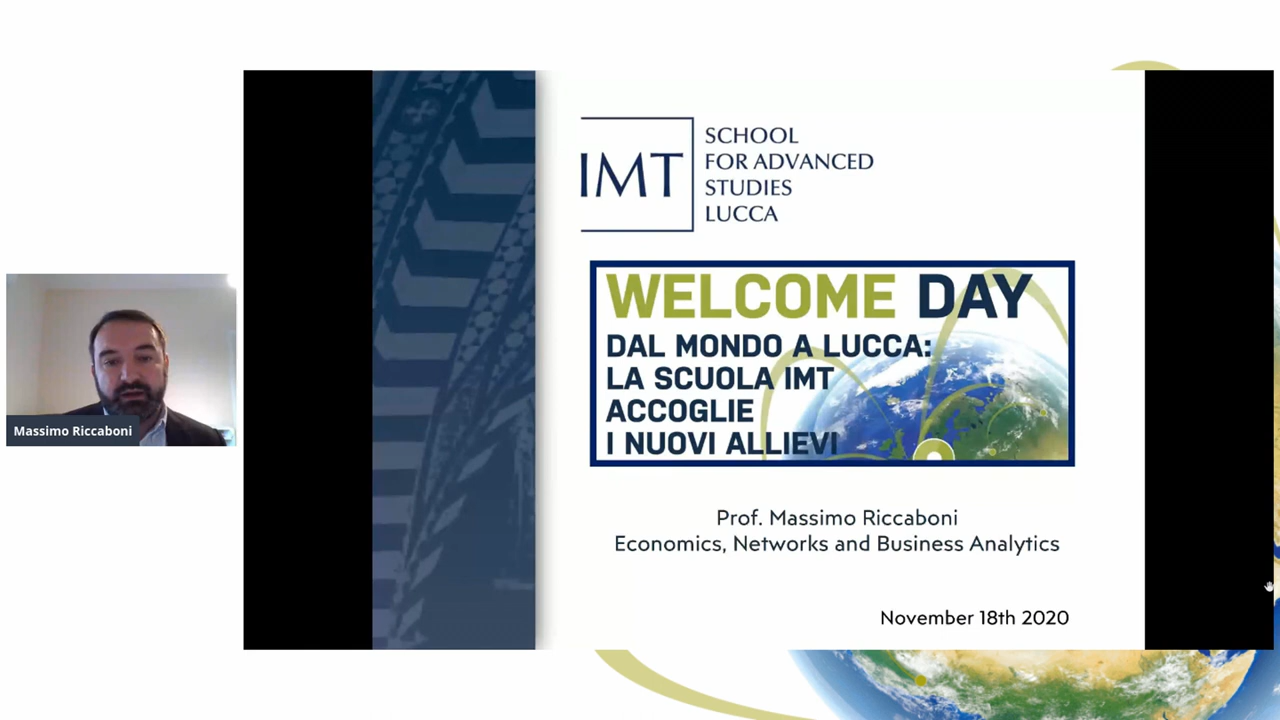 IMT
SCHOOL
FOR ADVANCED
STUDIES
LUCCA
WELCOME DAY
DAL MONDO A LUCCA:
LA SCUOLA IMT
ACCOGLIE
I NUOVI ALLIEVI
Massimo Riccaboni
Prof. Massimo Riccaboni
Economics, Networks and Business Analytics
November 18th 2020